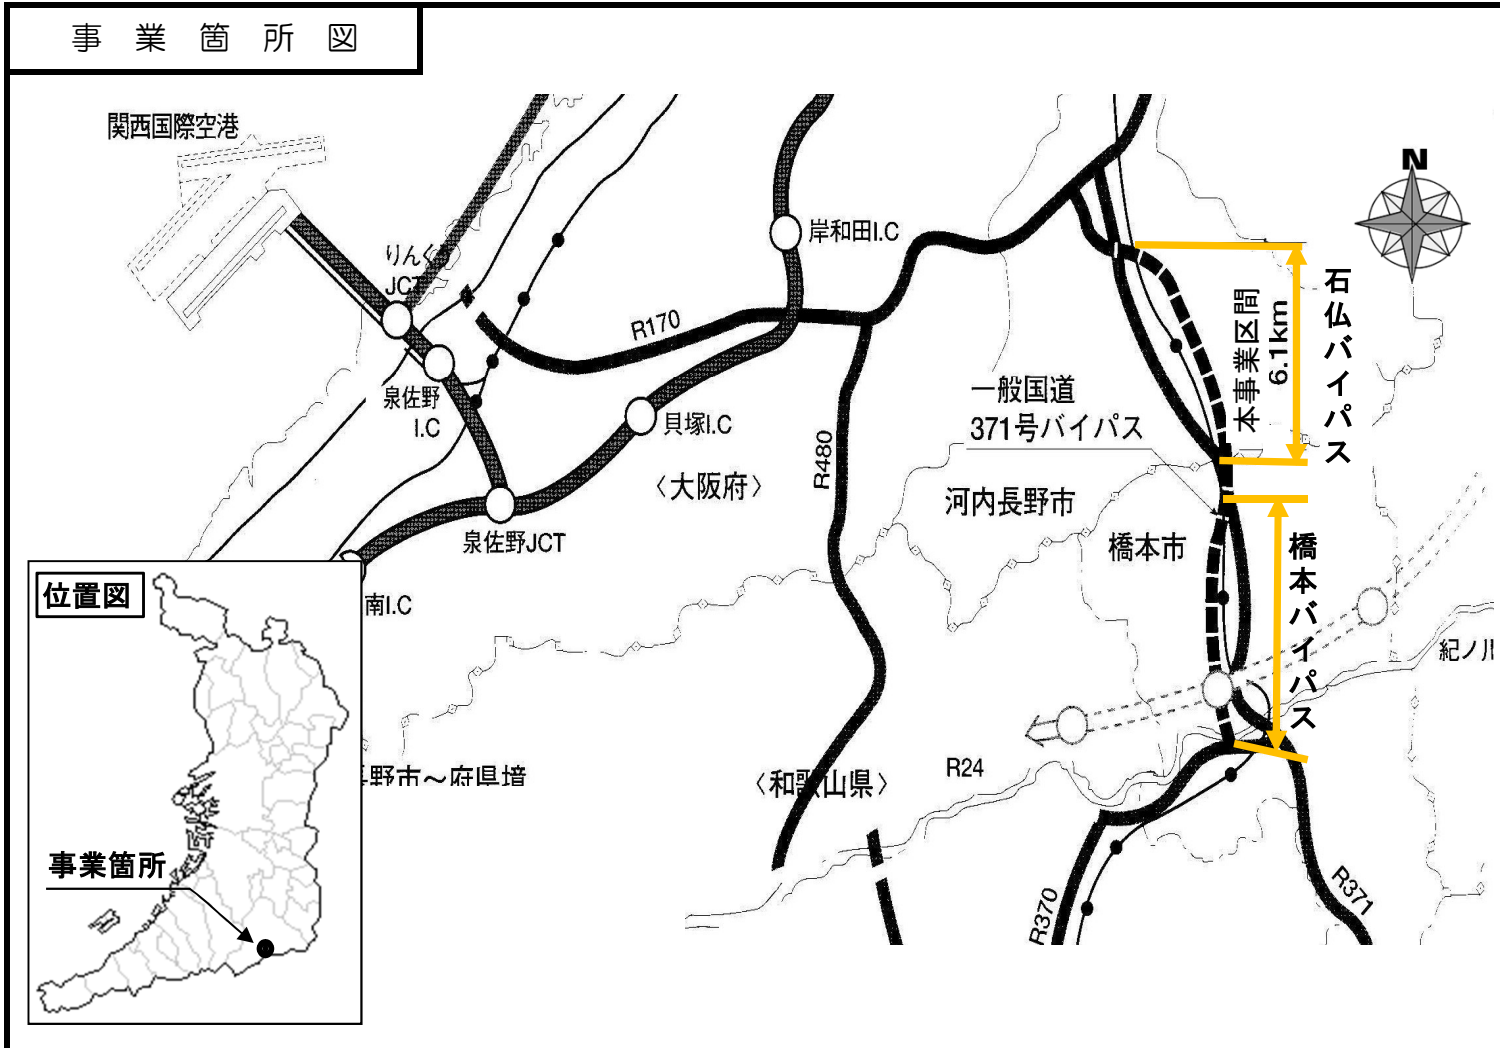 事業箇所図
関西国際空港
N
りんくう
JCT
岸和田I.C
R170
石仏バイパス
本事業区間
6.1km
泉佐野
I.C
貝塚I.C
一般国道
371号バイパス
R480
〈大阪府〉
河内長野市
泉佐野JCT
橋本市
橋本バイパス
位置図
南I.C
紀ノ川
野市～府県境
〈和歌山県〉
R24
事業箇所
R370
R371